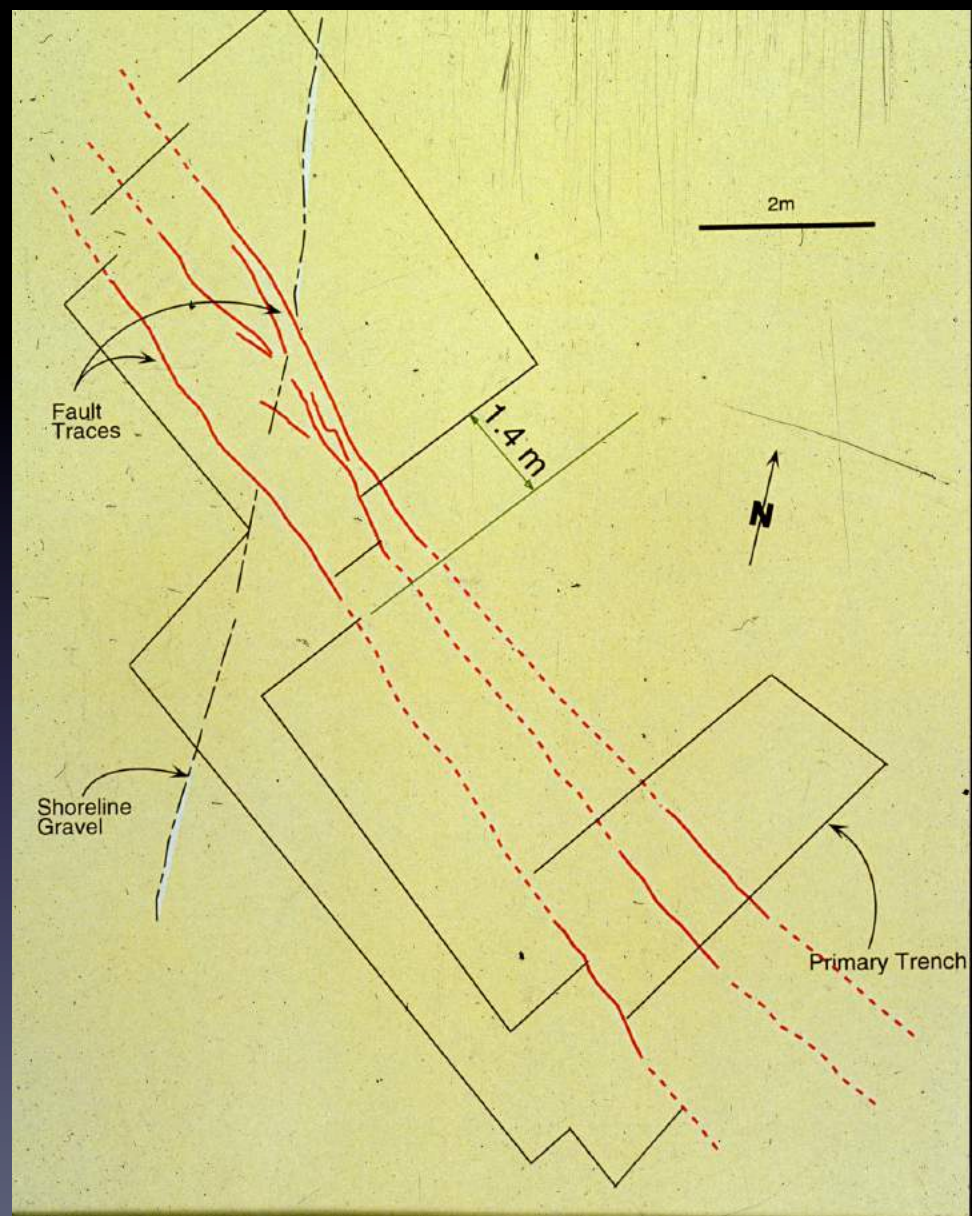 2m
Fault
Traces
1.4 m
N
Shoreline
Gravel
Primary Trench